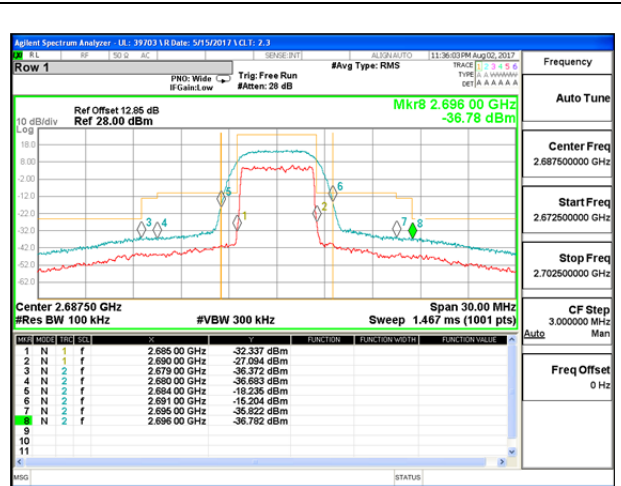 Agilent Spectrum Analyzer - UL: 39703 \ R Date: 5/15/2017 \ CLT: 2.3
RL RF 50 Ω AC SENSE:INT ALIGN AUTO 11:36:03 PM Aug 02, 2017
Row 1 #Avg Type: RMS TRACE 1 2 3 4 5 6
PNO: Wide Trig: Free Run TYPE A A WWWW
IFGain:Low #Atten: 28 dB DET A A A A A A
Mkr8 2.696 00 GHz
-36.78 dBm
Ref Offset 12.85 dB
10 dB/div Ref 28.00 dBm
Log
18.0
8.00
-2.00
-12.0
-22.0
-32.0
-42.0
-52.0
-62.0
5 6 1 2 3 4 7 8
Center 2.68750 GHz Span 30.00 MHz
#Res BW 100 kHz #VBW 300 kHz Sweep 1.467 ms (1001 pts)
MKR MODE TRC SCL X Y FUNCTION FUNCTION WIDTH FUNCTION VALUE
1 N 1 f 2.685 00 GHz -32.337 dBm
2 N 1 f 2.690 00 GHz -27.094 dBm
3 N 2 f 2.679 00 GHz -36.372 dBm
4 N 2 f 2.680 00 GHz -36.683 dBm
5 N 2 f 2.684 00 GHz -18.235 dBm
6 N 2 f 2.691 00 GHz -15.204 dBm
7 N 2 f 2.695 00 GHz -35.822 dBm
8 N 2 f 2.696 00 GHz -36.782 dBm
9
10
11
MSG STATUS
Frequency
Auto Tune
Center Freq
2.687500000 GHz
Start Freq
2.672500000 GHz
Stop Freq
2.702500000 GHz
CF Step
3.000000 MHz
Auto Man
Freq Offset
0 Hz